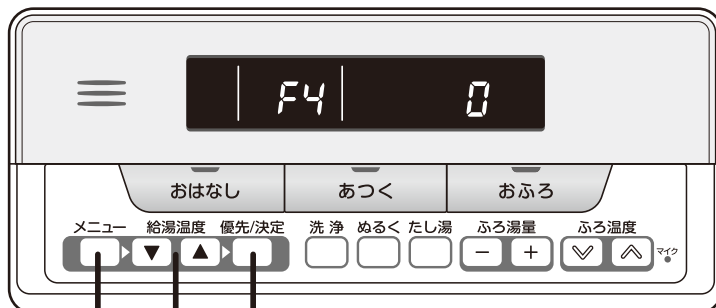 F4 0
おはなし あつく おふろ
メニュー 給湯温度 優先/決定 洗浄 ぬるく たし湯 ふろ湯量 ふろ温度
▼ ▲ − + マイク